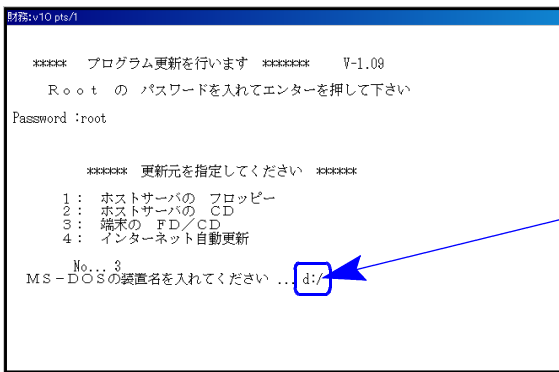 財務:v10 pts/1
***** プログラム更新を行います ******* V-1.09
Ｒｏｏｔ の パスワードを入れてエンターを押して下さい
Password :root
****** 更新元を指定してください ******
１： ホストサーバの フロッピー
２： ホストサーバの ＣＤ
３： 端末の ＦＤ／ＣＤ
４： インターネット自動更新
No... 3
ＭＳ－ＤＯＳの装置名を入れてください ... d:/